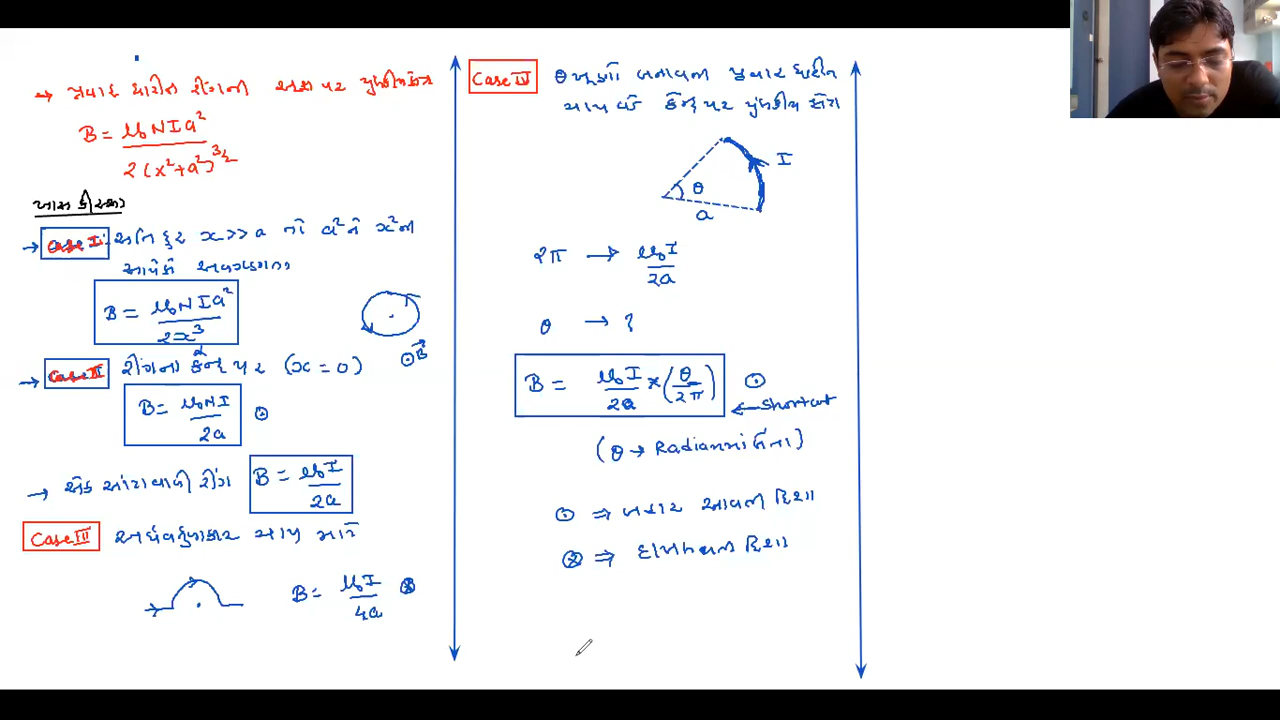 → પ્રવાહ ધારીત રીંગની અક્ષ પર ચુંબકીયક્ષેત્ર
B = μ₀NIa² / 2(x²+a²)^3/2
ખાસ કીસ્સા
→ Case I: અતિ દુર x>>a તો a² ને x² ની
સાપેક્ષે અવગણતા
B = μ₀NIa² / 2x³
⊙B⃗
→ Case II રીંગના કેન્દ્ર પર (x=0)
B = μ₀NI / 2a ⊙
→ એક આંટાવાળી રીંગ B = μ₀I / 2a
Case III અર્ધવર્તુળાકાર ચાપ માટે
B = μ₀I / 4a ⊗
Case IV θ ખૂણો બનાવતા પ્રવાહ ધારીત
ચાપના કેન્દ્ર પર ચુંબકીય ક્ષેત્ર
I
θ
a
2π → μ₀I / 2a
θ → ?
B = μ₀I / 2a × (θ / 2π) ⊙
← shortcut
(θ → Radianમાં લેતા)
⊙ ⇒ બહાર આવતી દિશા
⊗ ⇒ દાખલ થતી દિશા